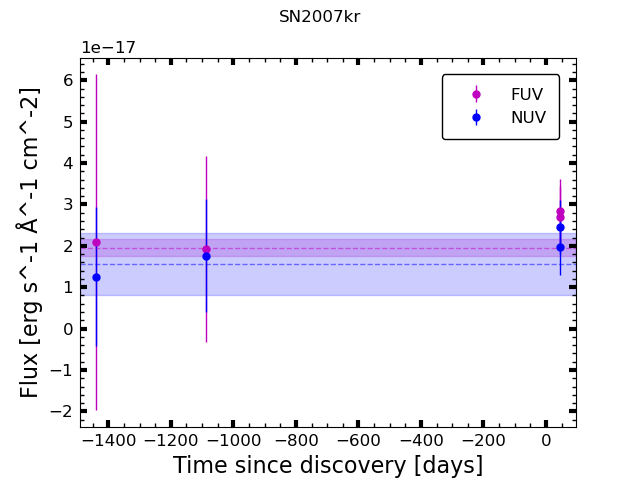 SN2007kr
1e−17
6
5
4
3
2
1
0
−1
−2
Flux [erg s^-1 Å^-1 cm^-2]
FUV
NUV
−1400 −1200 −1000 −800 −600 −400 −200 0
Time since discovery [days]